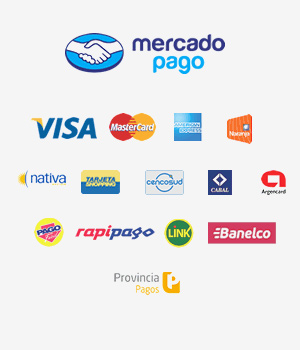 mercado
pago
VISA
MasterCard
AMERICAN
EXPRESS
Naranja
nativa
TARJETA
SHOPPING
cencosud
CABAL
Argencard
PAGO
FACIL
rapipago
LINK
Banelco
Provincia
Pagos